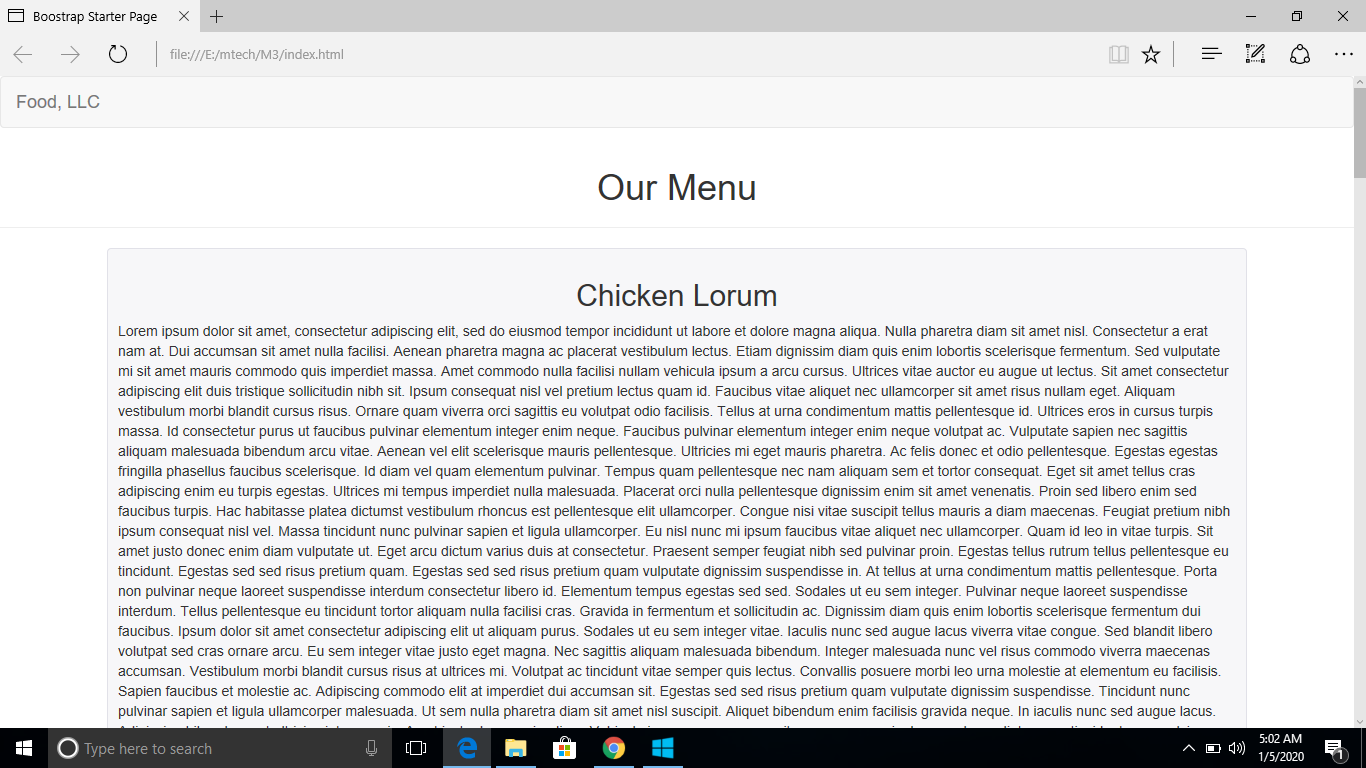 Boostrap Starter Page
file:///E:/mtech/M3/index.html
Food, LLC
Our Menu
Chicken Lorum
Lorem ipsum dolor sit amet, consectetur adipiscing elit, sed do eiusmod tempor incididunt ut labore et dolore magna aliqua. Nulla pharetra diam sit amet nisl. Consectetur a erat
nam at. Dui accumsan sit amet nulla facilisi. Aenean pharetra magna ac placerat vestibulum lectus. Etiam dignissim diam quis enim lobortis scelerisque fermentum. Sed vulputate
mi sit amet mauris commodo quis imperdiet massa. Amet commodo nulla facilisi nullam vehicula ipsum a arcu cursus. Ultrices vitae auctor eu augue ut lectus. Sit amet consectetur
adipiscing elit duis tristique sollicitudin nibh sit. Ipsum consequat nisl vel pretium lectus quam id. Faucibus vitae aliquet nec ullamcorper sit amet risus nullam eget. Aliquam
vestibulum morbi blandit cursus risus. Ornare quam viverra orci sagittis eu volutpat odio facilisis. Tellus at urna condimentum mattis pellentesque id. Ultrices eros in cursus turpis
massa. Id consectetur purus ut faucibus pulvinar elementum integer enim neque. Faucibus pulvinar elementum integer enim neque volutpat ac. Vulputate sapien nec sagittis
aliquam malesuada bibendum arcu vitae. Aenean vel elit scelerisque mauris pellentesque. Ultricies mi eget mauris pharetra. Ac felis donec et odio pellentesque. Egestas egestas
fringilla phasellus faucibus scelerisque. Id diam vel quam elementum pulvinar. Tempus quam pellentesque nec nam aliquam sem et tortor consequat. Eget sit amet tellus cras
adipiscing enim eu turpis egestas. Ultrices mi tempus imperdiet nulla malesuada. Placerat orci nulla pellentesque dignissim enim sit amet venenatis. Proin sed libero enim sed
faucibus turpis. Hac habitasse platea dictumst vestibulum rhoncus est pellentesque elit ullamcorper. Congue nisi vitae suscipit tellus mauris a diam maecenas. Feugiat pretium nibh
ipsum consequat nisl vel. Massa tincidunt nunc pulvinar sapien et ligula ullamcorper. Eu nisl nunc mi ipsum faucibus vitae aliquet nec ullamcorper. Quam id leo in vitae turpis. Sit
amet justo donec enim diam vulputate ut. Eget arcu dictum varius duis at consectetur. Praesent semper feugiat nibh sed pulvinar proin. Egestas tellus rutrum tellus pellentesque eu
tincidunt. Egestas sed sed risus pretium quam. Egestas sed sed risus pretium quam vulputate dignissim suspendisse in. At tellus at urna condimentum mattis pellentesque. Porta
non pulvinar neque laoreet suspendisse interdum consectetur libero id. Elementum tempus egestas sed sed. Sodales ut eu sem integer. Pulvinar neque laoreet suspendisse
interdum. Tellus pellentesque eu tincidunt tortor aliquam nulla facilisi cras. Gravida in fermentum et sollicitudin ac. Dignissim diam quis enim lobortis scelerisque fermentum dui
faucibus. Ipsum dolor sit amet consectetur adipiscing elit ut aliquam purus. Sodales ut eu sem integer vitae. Iaculis nunc sed augue lacus viverra vitae congue. Sed blandit libero
volutpat sed cras ornare arcu. Eu sem integer vitae justo eget magna. Nec sagittis aliquam malesuada bibendum. Integer malesuada nunc vel risus commodo viverra maecenas
accumsan. Vestibulum morbi blandit cursus risus at ultrices mi. Volutpat ac tincidunt vitae semper quis lectus. Convallis posuere morbi leo urna molestie at elementum eu facilisis.
Sapien faucibus et molestie ac. Adipiscing commodo elit at imperdiet dui accumsan sit. Egestas sed sed risus pretium quam vulputate dignissim suspendisse. Tincidunt nunc
pulvinar sapien et ligula ullamcorper malesuada. Ut sem nulla pharetra diam sit amet nisl suscipit. Aliquet bibendum enim facilisis gravida neque. In iaculis nunc sed augue lacus.
Type here to search
5:02 AM
1/5/2020
1